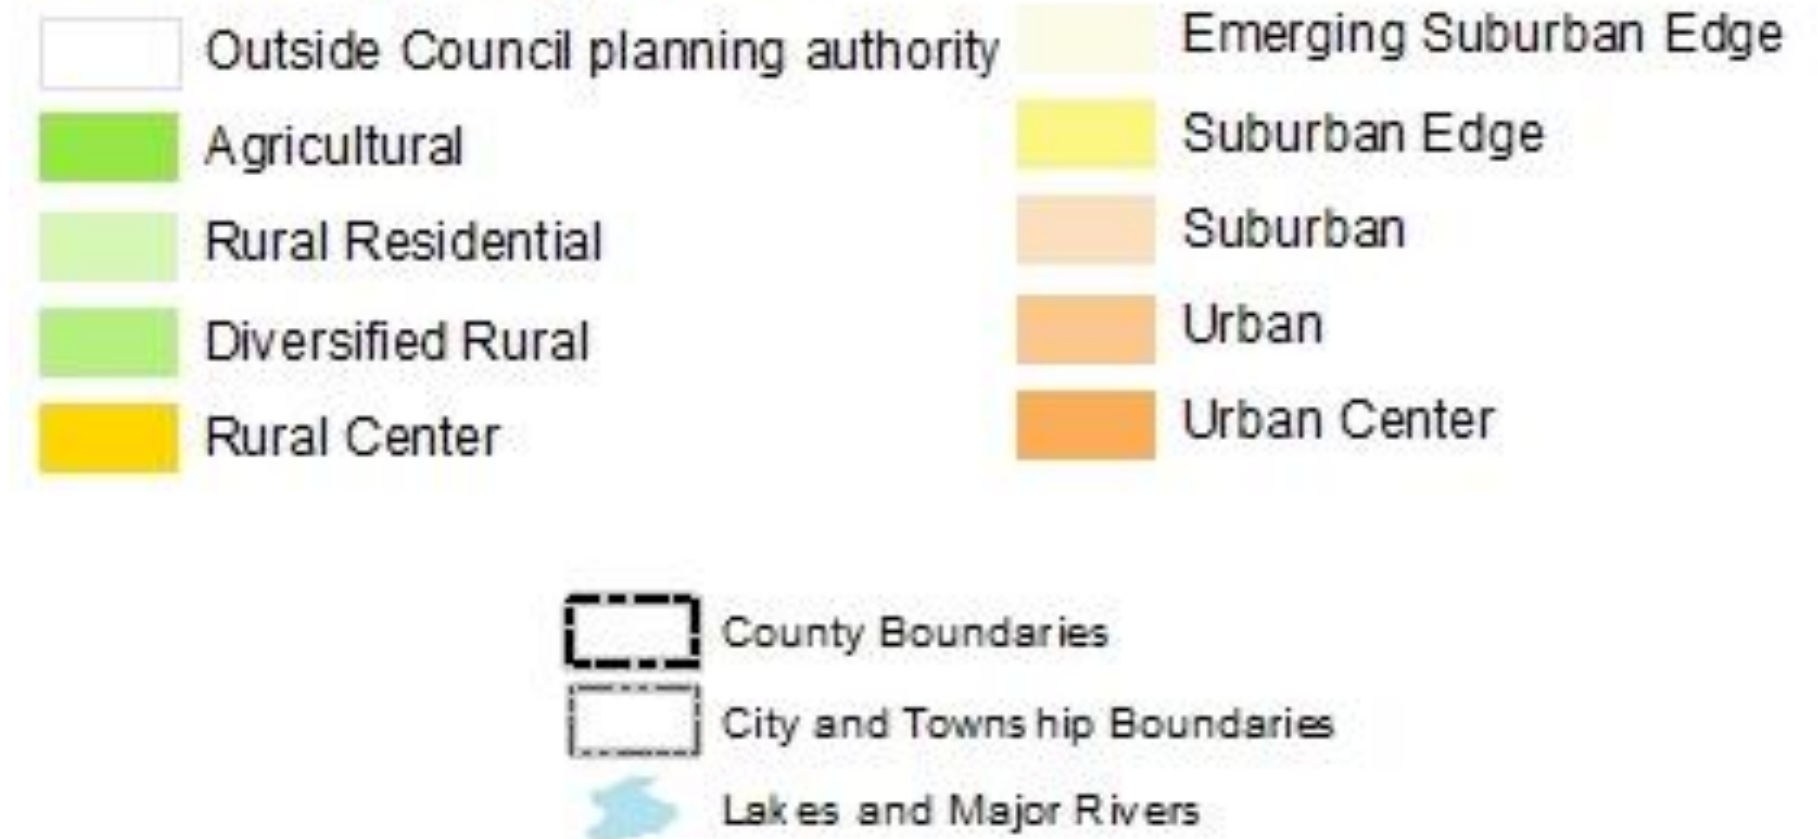 Outside Council planning authority
Agricultural
Rural Residential
Diversified Rural
Rural Center
Emerging Suburban Edge
Suburban Edge
Suburban
Urban
Urban Center
County Boundaries
City and Township Boundaries
Lakes and Major Rivers